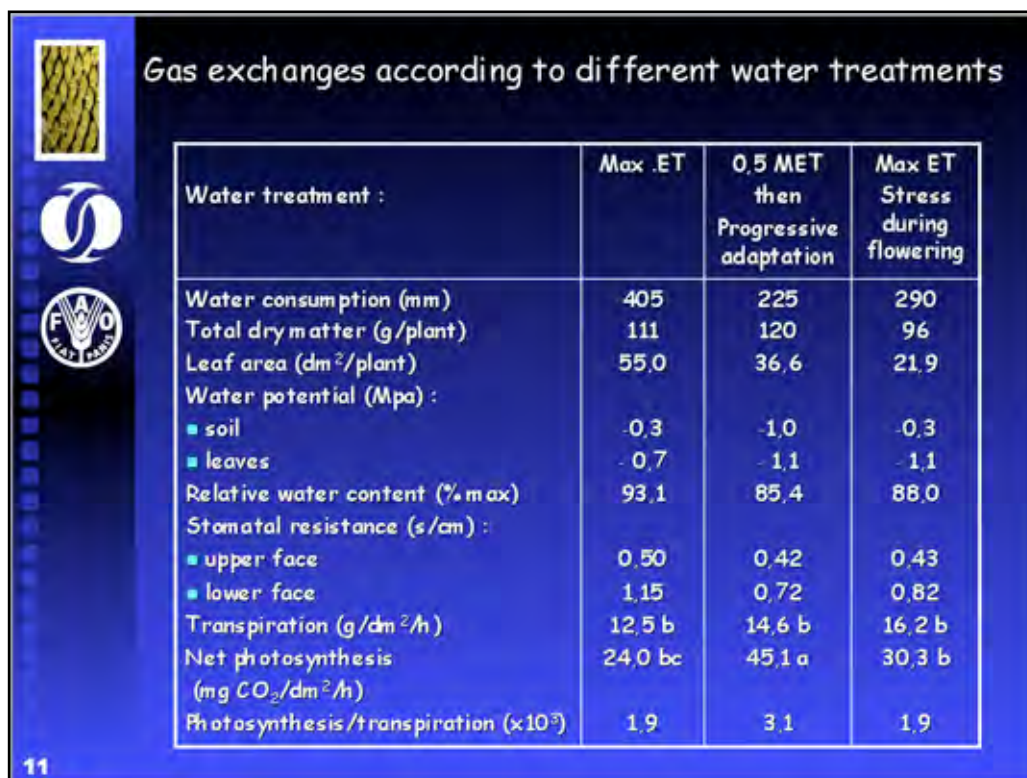 Gas exchanges according to different water treatments
Water treatment : Max .ET 0,5 MET then Progressive adaptation Max ET Stress during flowering
Water consumption (mm) 405 225 290
Total dry matter (g/plant) 111 120 96
Leaf area (dm²/plant) 55,0 36,6 21,9
Water potential (Mpa) :
soil -0,3 -1,0 -0,3
leaves - 0,7 - 1,1 - 1,1
Relative water content (% max) 93,1 85,4 88,0
Stomatal resistance (s/cm) :
upper face 0,50 0,42 0,43
lower face 1,15 0,72 0,82
Transpiration (g/dm²/h) 12,5 b 14,6 b 16,2 b
Net photosynthesis 24,0 bc 45,1 a 30,3 b
(mg CO₂/dm²/h)
Photosynthesis/transpiration (x10³) 1,9 3,1 1,9
F A O
FIAT PANIS
11